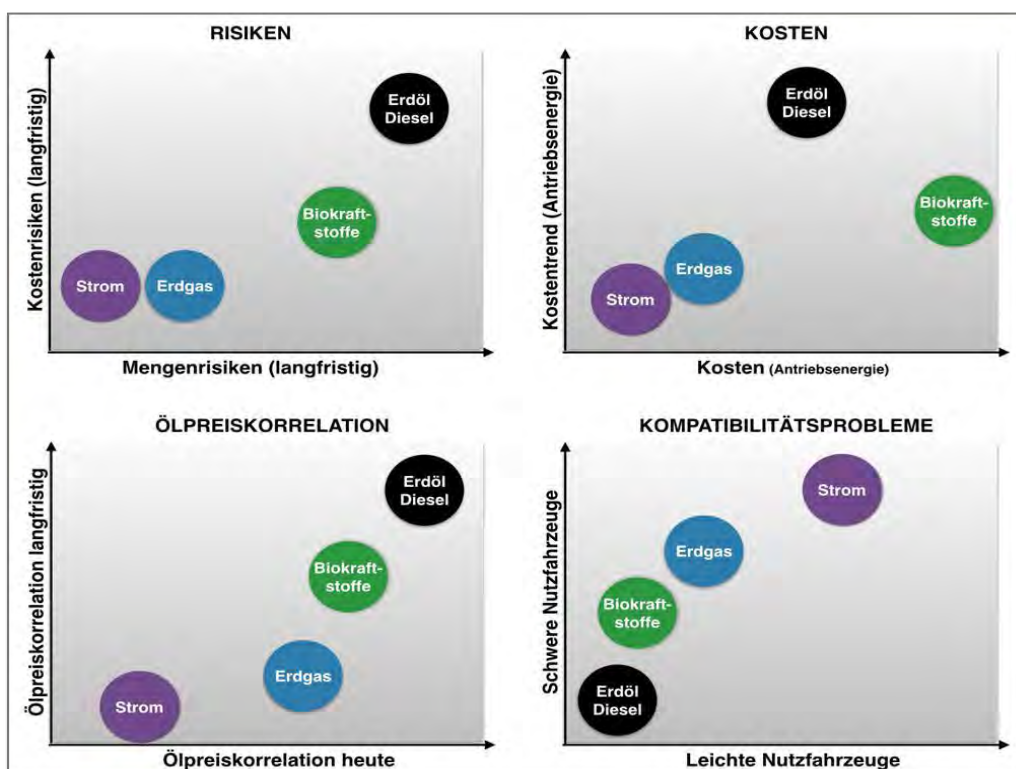 RISIKEN
Kostenrisiken (langfristig)
Erdöl
Diesel
Biokraft-
stoffe
Strom
Erdgas
Mengenrisiken (langfristig)
KOSTEN
Kostentrend (Antriebsenergie)
Erdöl
Diesel
Biokraft-
stoffe
Erdgas
Strom
Kosten (Antriebsenergie)
ÖLPREISKORRELATION
Ölpreiskorrelation langfristig
Erdöl
Diesel
Biokraft-
stoffe
Erdgas
Strom
Ölpreiskorrelation heute
KOMPATIBILITÄTSPROBLEME
Schwere Nutzfahrzeuge
Strom
Erdgas
Biokraft-
stoffe
Erdöl
Diesel
Leichte Nutzfahrzeuge